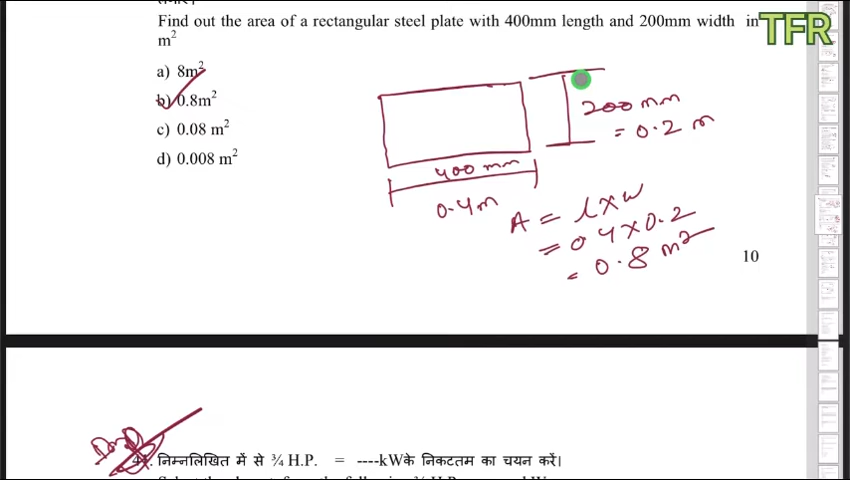 Find out the area of a rectangular steel plate with 400mm length and 200mm width in
m²
TFR
a) 8m²
b) 0.8m²
c) 0.08 m²
d) 0.008 m²
200 mm
= 0.2 m
400 mm
0.4m
A = l x w
= 0.4 x 0.2
= 0.8 m²
10
44. निम्नलिखित में से ¾ H.P. = ----kWके निकटतम का चयन करें।